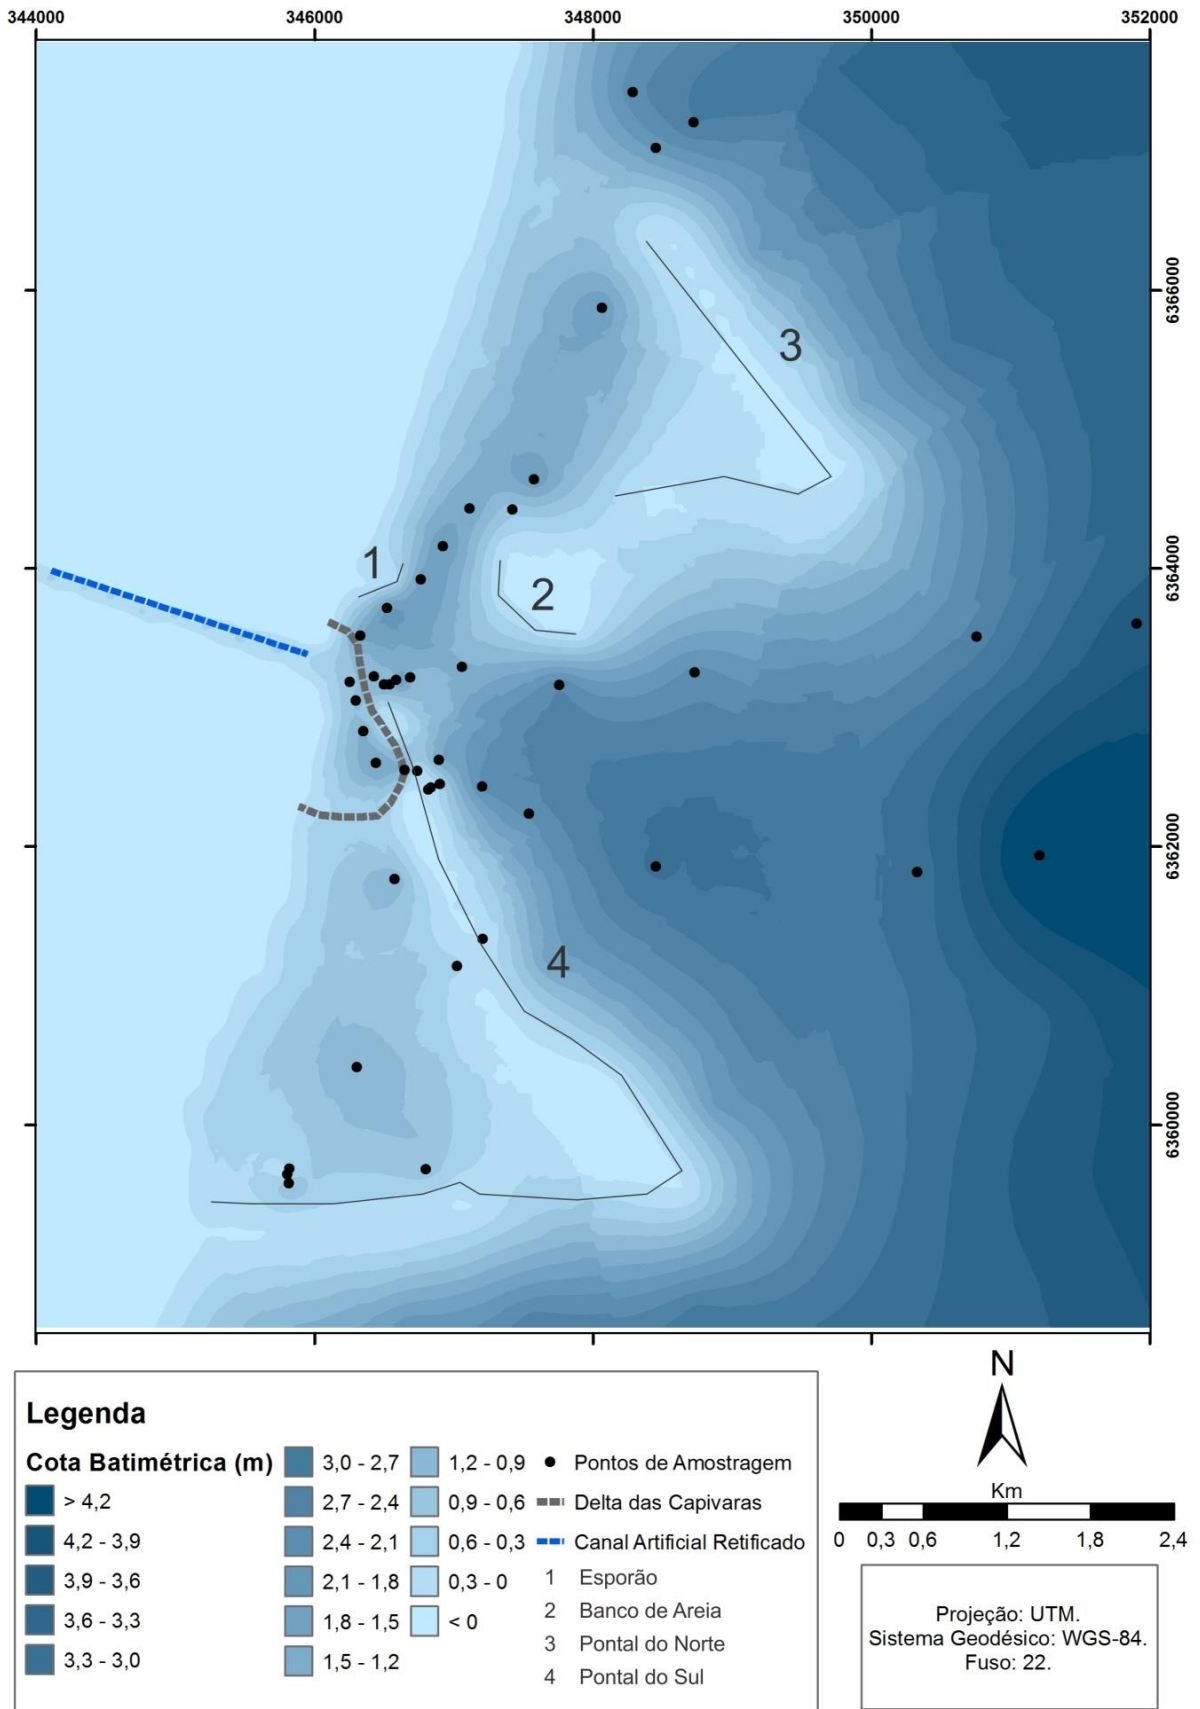 344000 346000 348000 350000 352000
6366000
3
1
6364000
2
6362000
4
6360000
N
Legenda
Cota Batimétrica (m)
> 4,2
4,2 - 3,9
3,9 - 3,6
3,6 - 3,3
3,3 - 3,0
3,0 - 2,7
2,7 - 2,4
2,4 - 2,1
2,1 - 1,8
1,8 - 1,5
1,5 - 1,2
1,2 - 0,9
0,9 - 0,6
0,6 - 0,3
0,3 - 0
< 0
Pontos de Amostragem
Delta das Capivaras
Canal Artificial Retificado
1 Esporão
2 Banco de Areia
3 Pontal do Norte
4 Pontal do Sul
Km
0 0,3 0,6 1,2 1,8 2,4
Projeção: UTM.
Sistema Geodésico: WGS-84.
Fuso: 22.